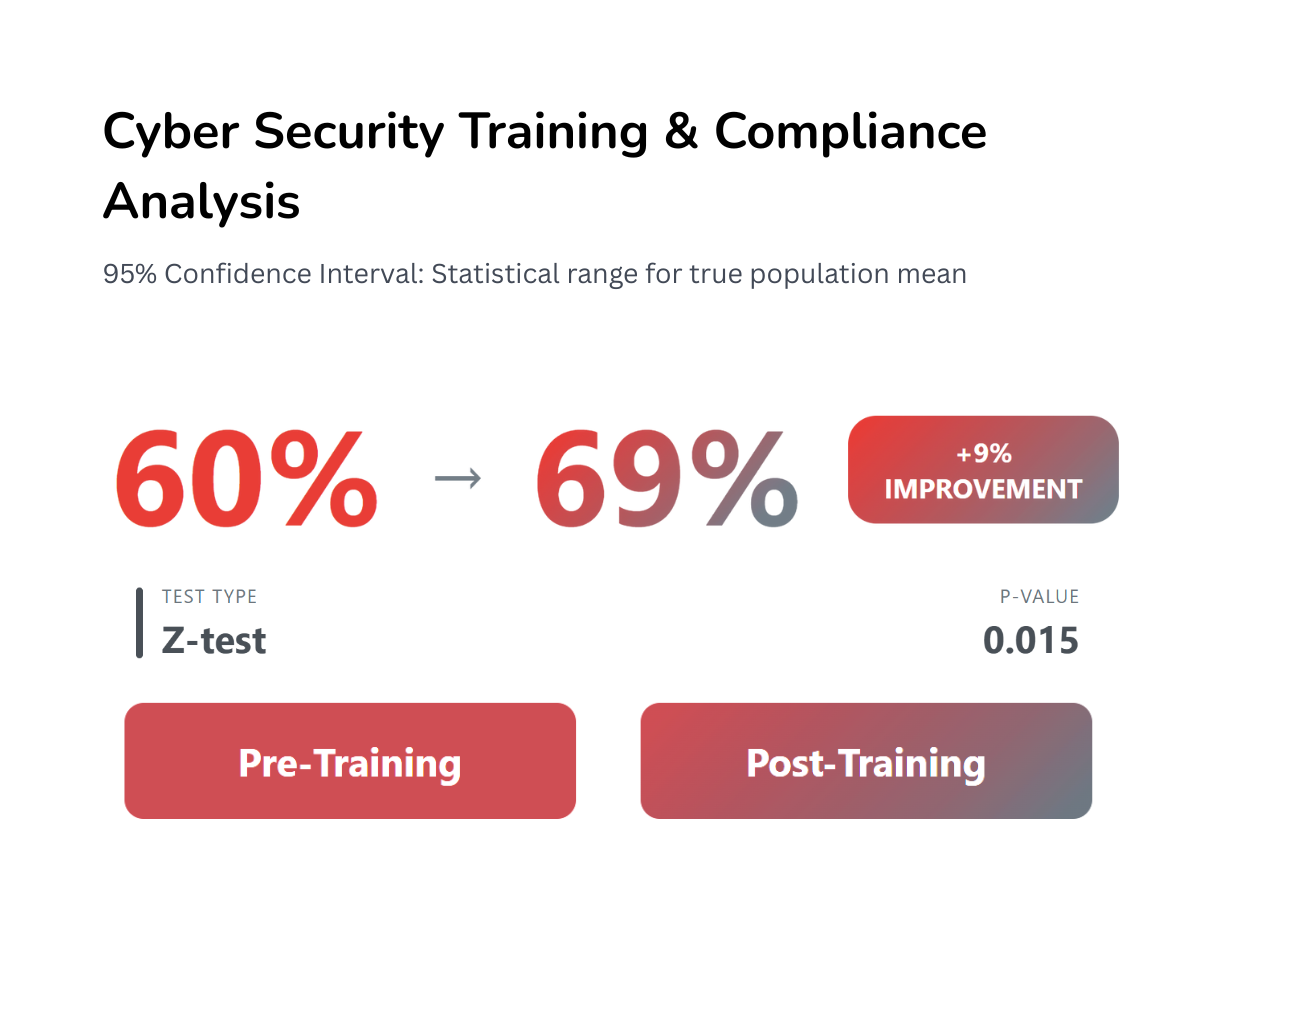 Cyber Security Training & Compliance
Analysis
95% Confidence Interval: Statistical range for true population mean
60% → 69%
+9%
IMPROVEMENT
TEST TYPE
Z-test
P-VALUE
0.015
Pre-Training
Post-Training